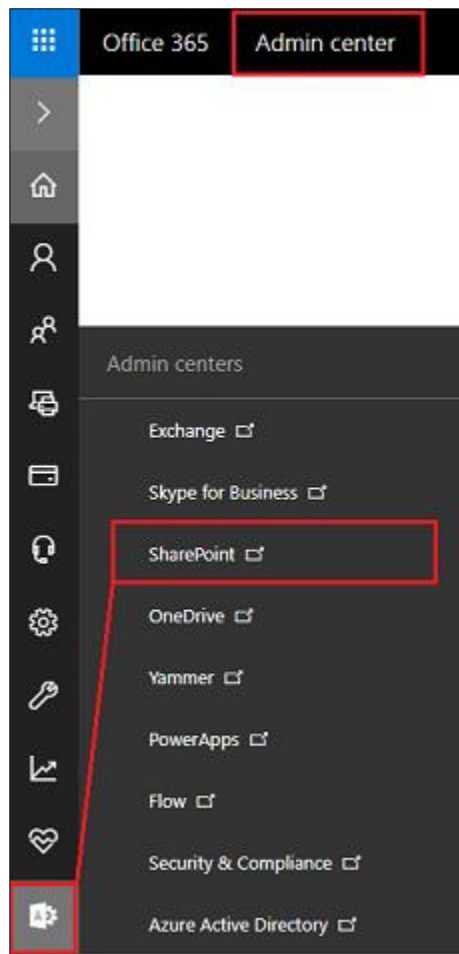 Office 365 Admin center
Admin centers
Exchange
Skype for Business
SharePoint
OneDrive
Yammer
PowerApps
Flow
Security & Compliance
Azure Active Directory